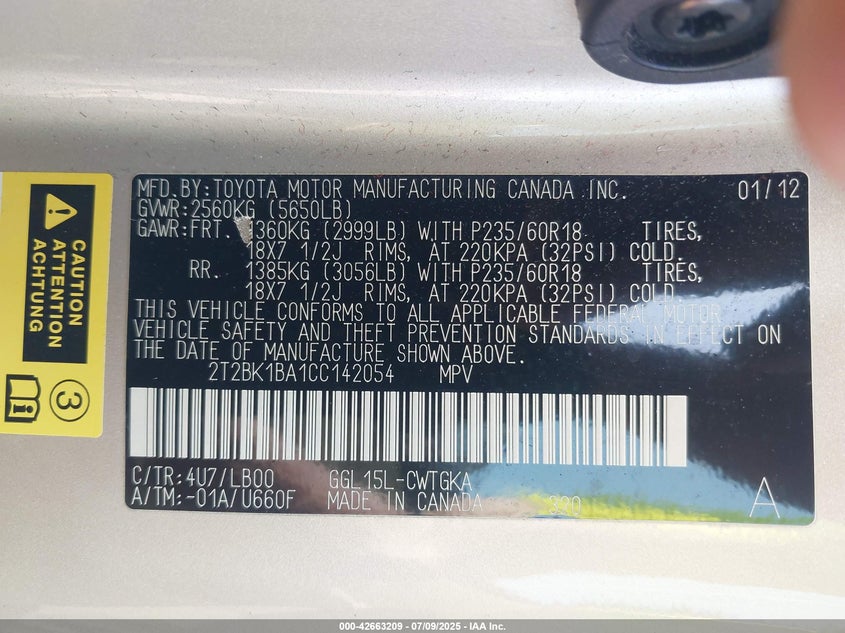 MFD.BY:TOYOTA MOTOR MANUFACTURING CANADA INC. 01/12
GVWR:2560KG (5650LB)
GAWR:FRT. 1360KG (2999LB) WITH P235/60R18 TIRES,
18X7 1/2J RIMS, AT 220KPA (32PSI) COLD.
RR. 1385KG (3056LB) WITH P235/60R18 TIRES,
18X7 1/2J RIMS, AT 220KPA (32PSI) COLD.
THIS VEHICLE CONFORMS TO ALL APPLICABLE FEDERAL MOTOR
VEHICLE SAFETY AND THEFT PREVENTION STANDARDS IN EFFECT ON
THE DATE OF MANUFACTURE SHOWN ABOVE.
2T2BK1BA1CC142054 MPV
C/TR:4U7/LB00 GGL15L-CWTGKA
A/TM:-01A/U660F MADE IN CANADA A
CAUTION
ATTENTION
ACHTUNG
3
000-42663209 - 07/09/2025 - IAA Inc.